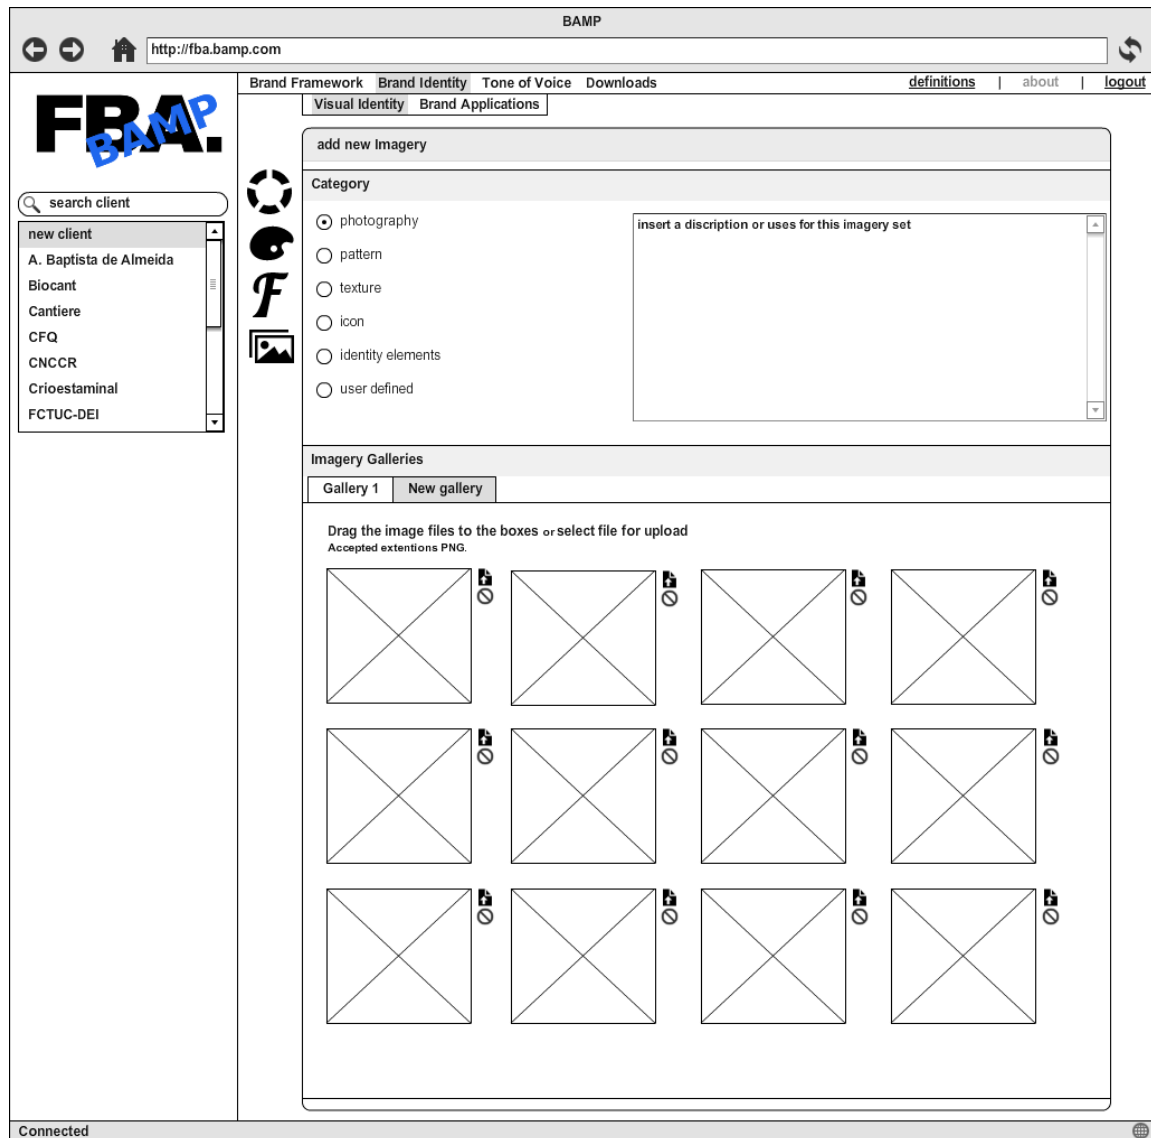 BAMP
http://fba.bamp.com
Brand Framework Brand Identity Tone of Voice Downloads definitions | about | logout
Visual Identity Brand Applications
FBA.
BAMP
search client
new client
A. Baptista de Almeida
Biocant
Cantiere
CFQ
CNCCR
Crioestaminal
FCTUC-DEI
F
add new Imagery
Category
photography
pattern
texture
icon
identity elements
user defined
insert a discription or uses for this imagery set
Imagery Galleries
Gallery 1 New gallery
Drag the image files to the boxes or select file for upload
Accepted extentions PNG.
Connected